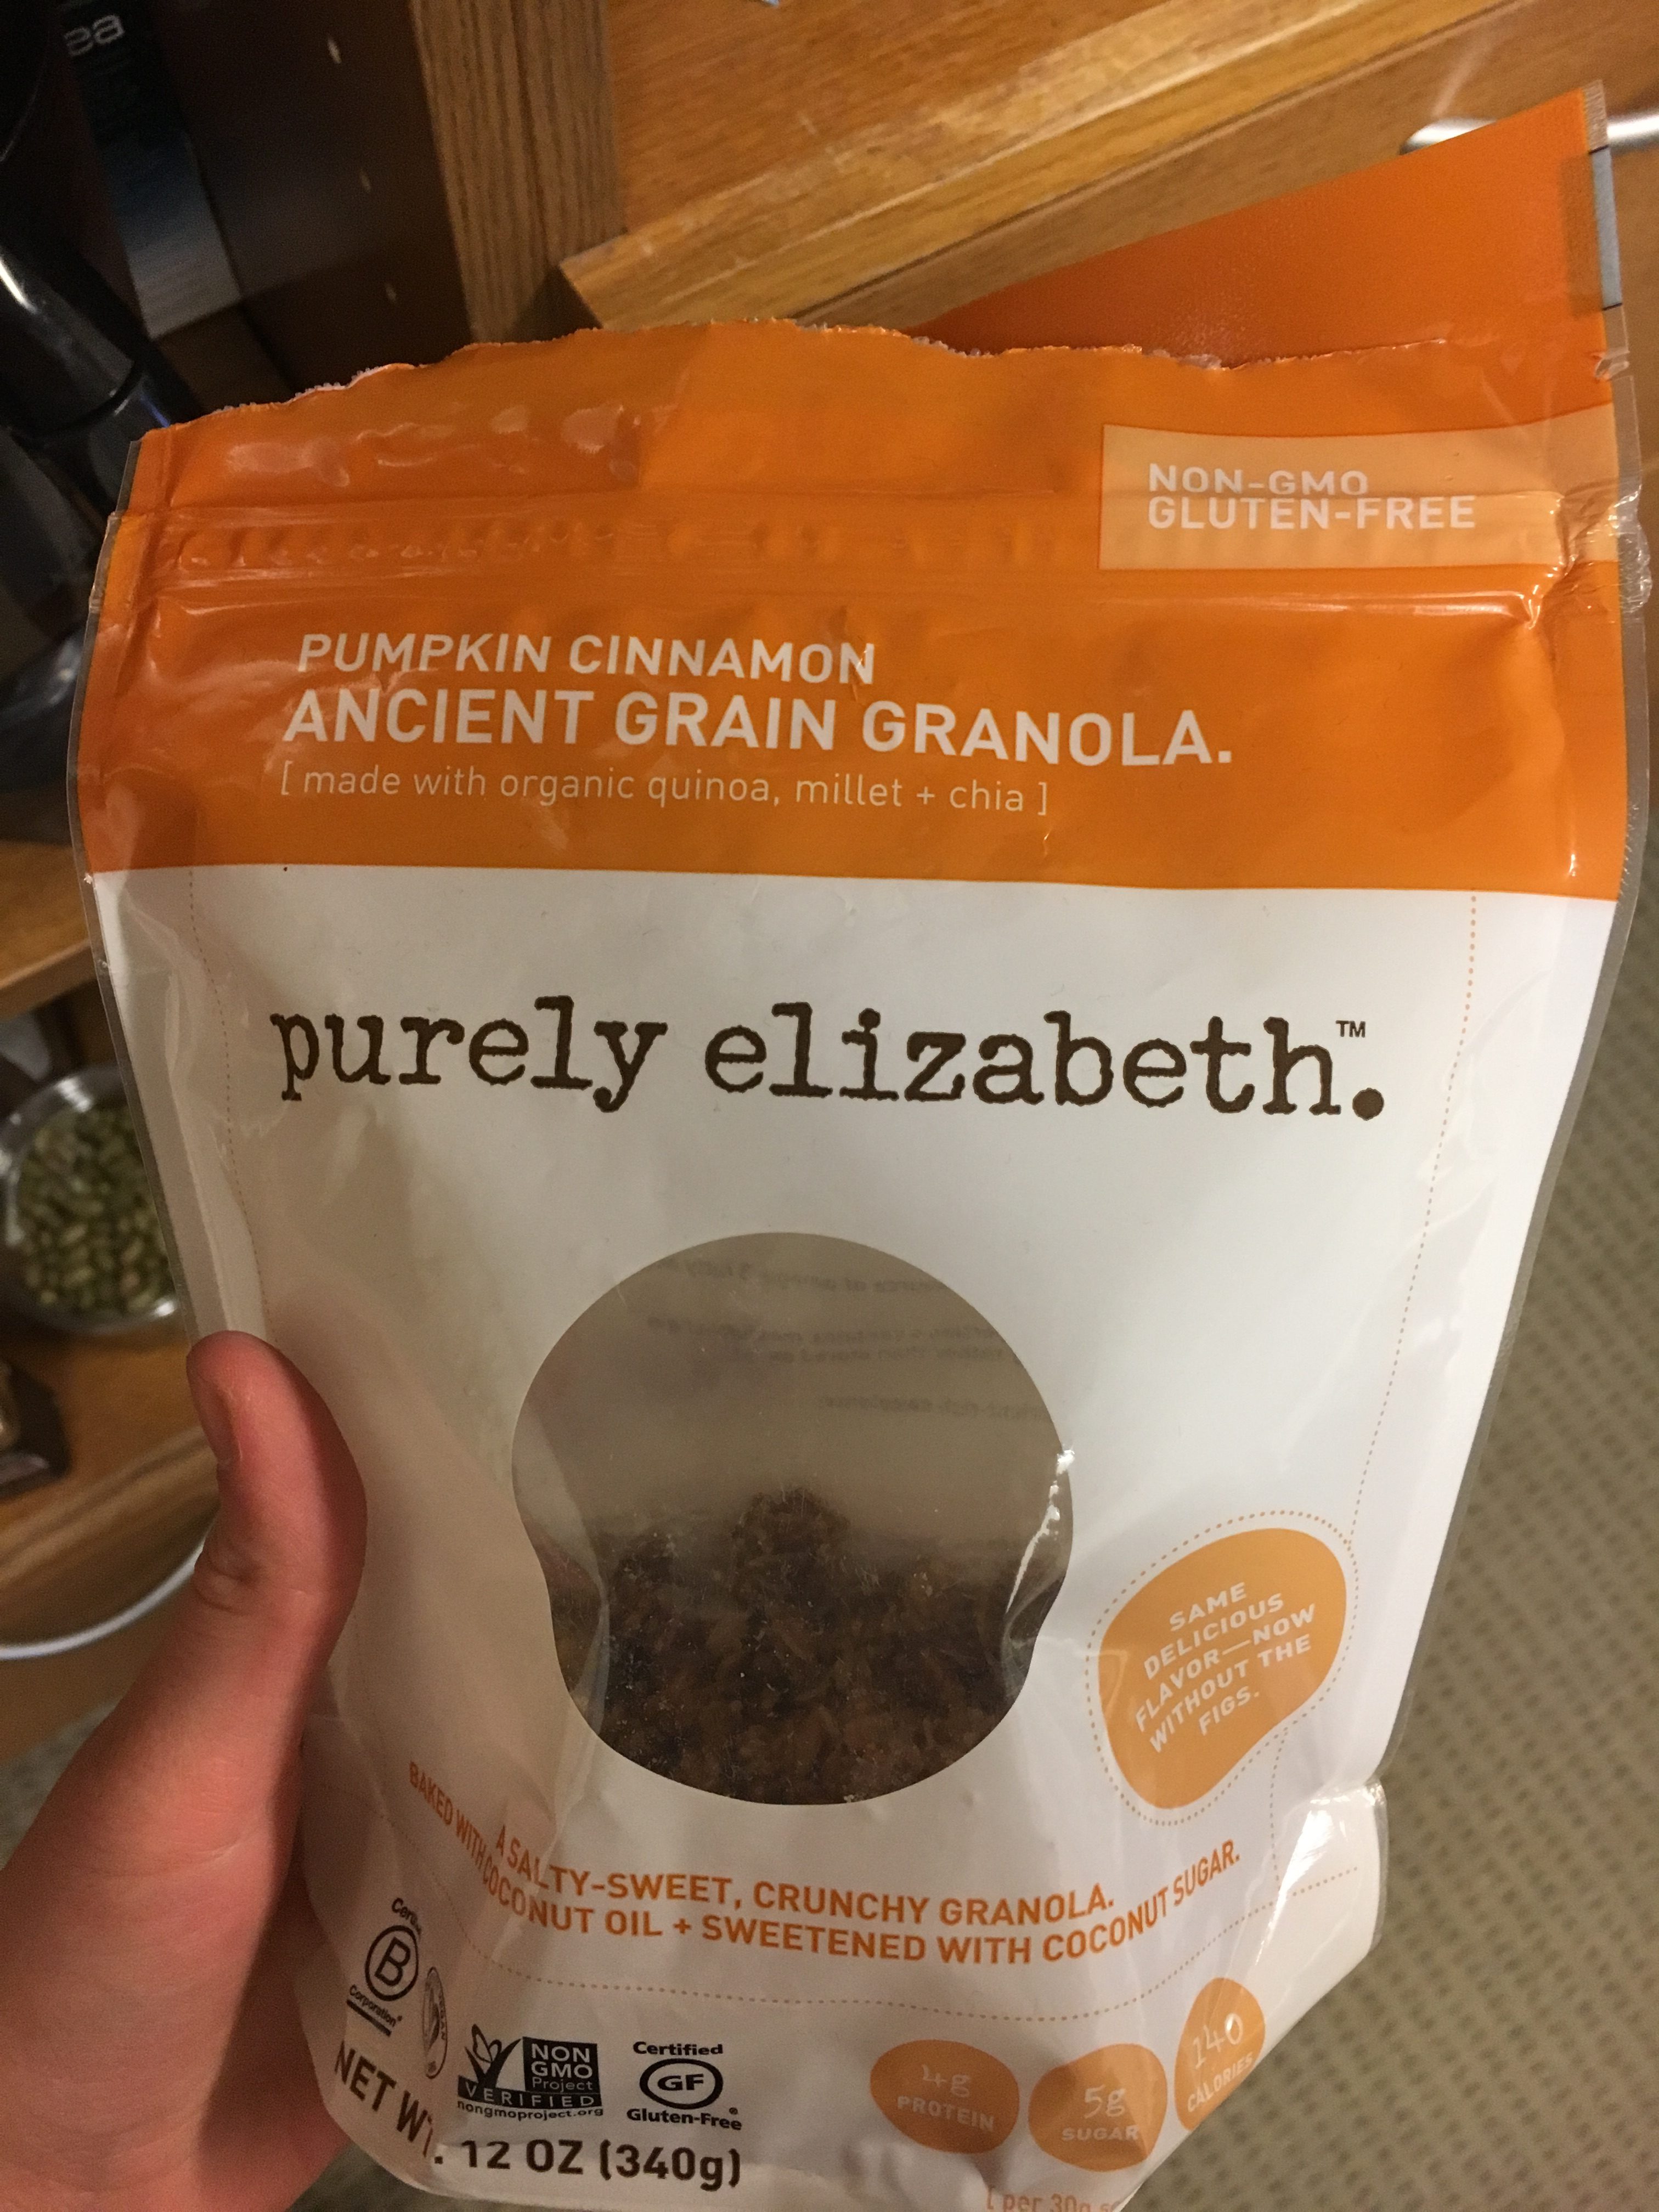 NON-GMO
GLUTEN-FREE
PUMPKIN CINNAMON
ANCIENT GRAIN GRANOLA.
[ made with organic quinoa, millet + chia ]
purely elizabeth.™
SAME
DELICIOUS
FLAVOR—NOW
WITHOUT THE
FIGS.
A SALTY-SWEET, CRUNCHY GRANOLA.
BAKED WITH COCONUT OIL + SWEETENED WITH COCONUT SUGAR.
B
Corporation
NON
GMO
Project
VERIFIED
nongmoproject.org
Certified
GF
Gluten-Free
4g
PROTEIN
5g
SUGAR
140
CALORIES
NET WT. 12 OZ (340g)
[ per 30g